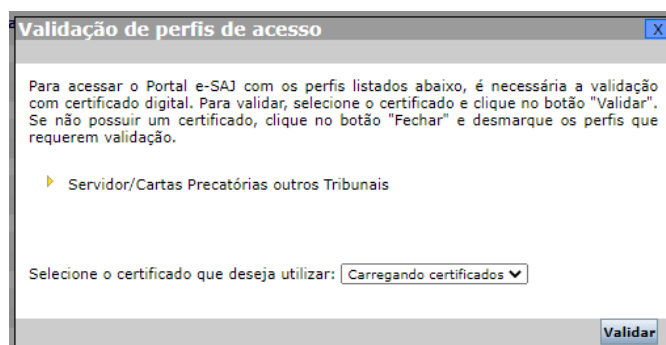 Validação de perfis de acesso
X
Para acessar o Portal e-SAJ com os perfis listados abaixo, é necessária a validação
com certificado digital. Para validar, selecione o certificado e clique no botão "Validar".
Se não possuir um certificado, clique no botão "Fechar" e desmarque os perfis que
requerem validação.
Servidor/Cartas Precatórias outros Tribunais
Selecione o certificado que deseja utilizar: Carregando certificados
Validar